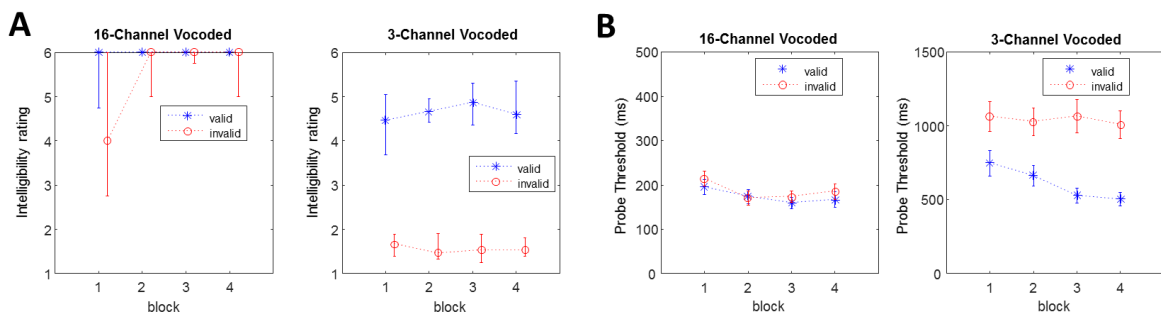 A
16-Channel Vocoded
Intelligibility rating
6
5
4
3
2
1
valid
invalid
1 2 3 4
block
3-Channel Vocoded
Intelligibility rating
6
5
4
3
2
1
valid
invalid
1 2 3 4
block
B
16-Channel Vocoded
Probe Threshold (ms)
500
400
300
200
100
0
valid
invalid
1 2 3 4
block
3-Channel Vocoded
Probe Threshold (ms)
1500
1000
500
0
valid
invalid
1 2 3 4
block